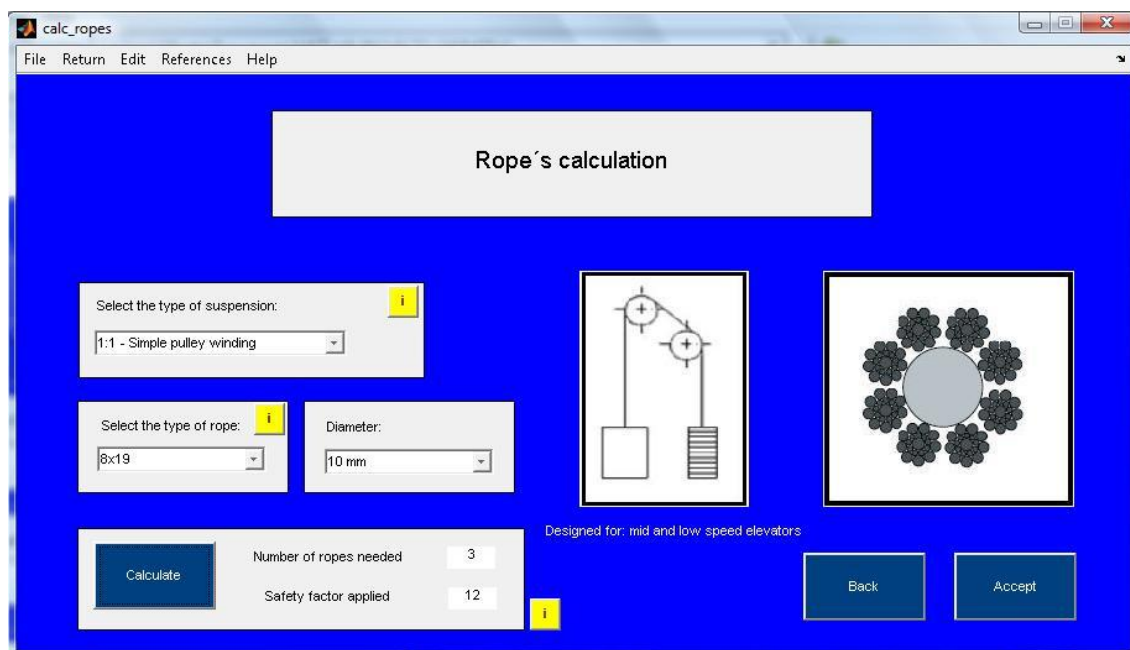 calc_ropes
File Return Edit References Help
Rope´s calculation
Select the type of suspension:
i
1:1 - Simple pulley winding
Select the type of rope:
i
8x19
Diameter:
10 mm
Designed for: mid and low speed elevators
Calculate
Number of ropes needed 3
Safety factor applied 12
i
Back
Accept